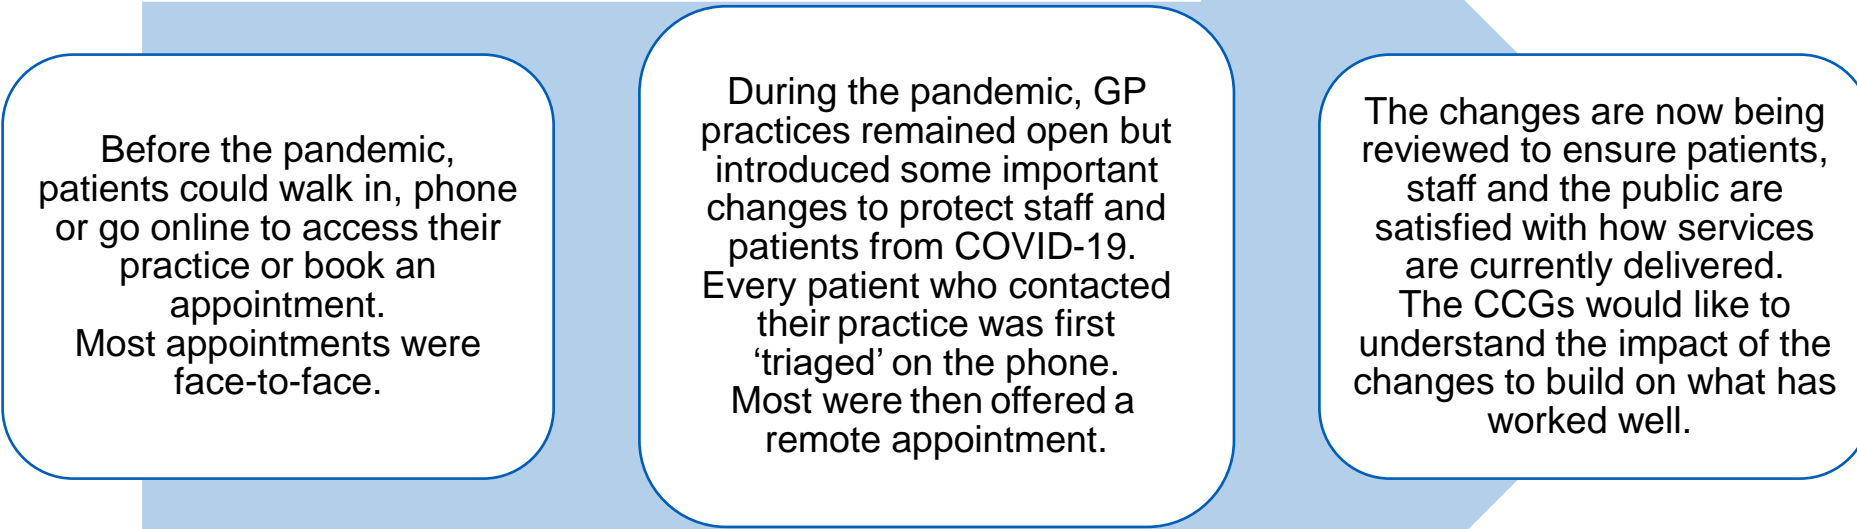 Before the pandemic,
patients could walk in, phone
or go online to access their
practice or book an
appointment.
Most appointments were
face-to-face.
During the pandemic, GP
practices remained open but
introduced some important
changes to protect staff and
patients from COVID-19.
Every patient who contacted
their practice was first
‘triaged’ on the phone.
Most were then offered a
remote appointment.
The changes are now being
reviewed to ensure patients,
staff and the public are
satisfied with how services
are currently delivered.
The CCGs would like to
understand the impact of the
changes to build on what has
worked well.